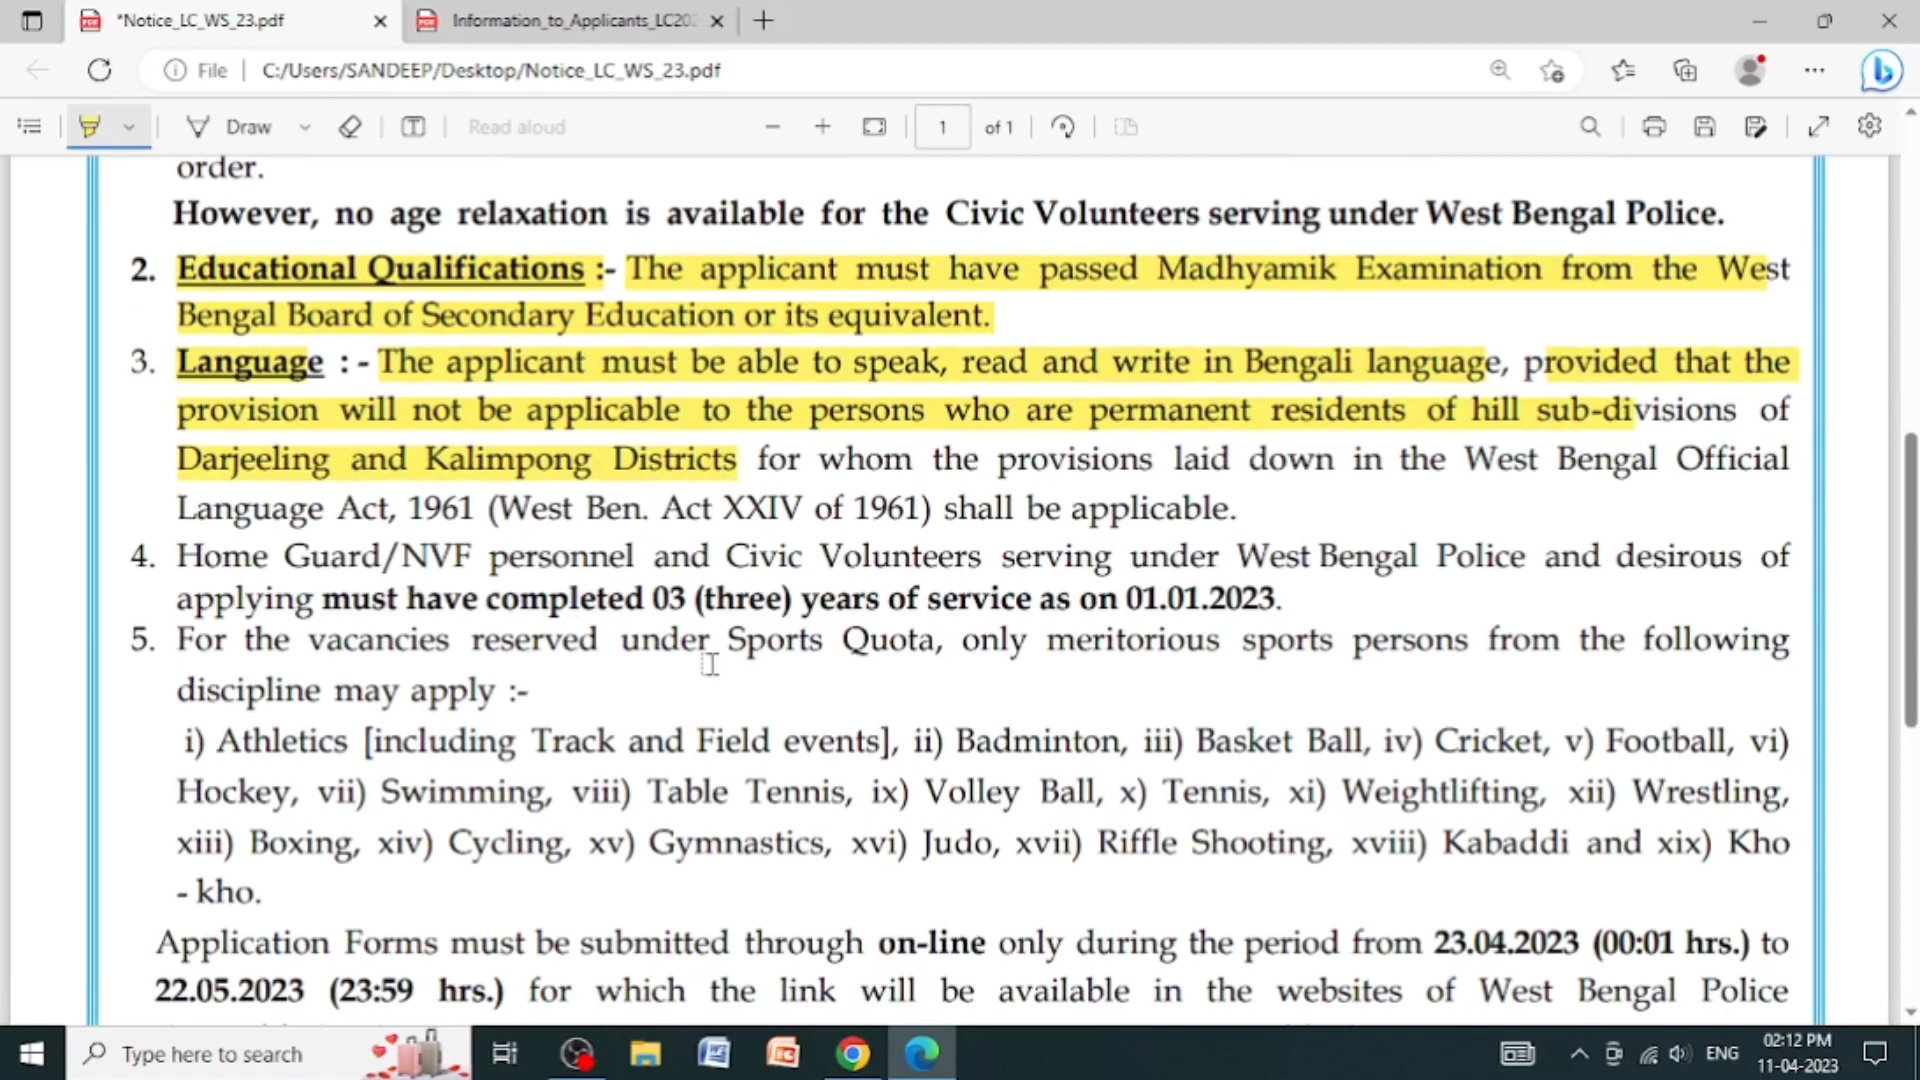 *Notice_LC_WS_23.pdf
Information_to_Applicants_LC202
File
C:/Users/SANDEEP/Desktop/Notice_LC_WS_23.pdf
Draw
Read aloud
1
of 1
order.
However, no age relaxation is available for the Civic Volunteers serving under West Bengal Police.
2. Educational Qualifications :- The applicant must have passed Madhyamik Examination from the West
Bengal Board of Secondary Education or its equivalent.
3. Language : - The applicant must be able to speak, read and write in Bengali language, provided that the
provision will not be applicable to the persons who are permanent residents of hill sub-divisions of
Darjeeling and Kalimpong Districts for whom the provisions laid down in the West Bengal Official
Language Act, 1961 (West Ben. Act XXIV of 1961) shall be applicable.
4. Home Guard/NVF personnel and Civic Volunteers serving under West Bengal Police and desirous of
applying must have completed 03 (three) years of service as on 01.01.2023.
5. For the vacancies reserved under Sports Quota, only meritorious sports persons from the following
discipline may apply :-
i) Athletics [including Track and Field events], ii) Badminton, iii) Basket Ball, iv) Cricket, v) Football, vi)
Hockey, vii) Swimming, viii) Table Tennis, ix) Volley Ball, x) Tennis, xi) Weightlifting, xii) Wrestling,
xiii) Boxing, xiv) Cycling, xv) Gymnastics, xvi) Judo, xvii) Riffle Shooting, xviii) Kabaddi and xix) Kho
- kho.
Application Forms must be submitted through on-line only during the period from 23.04.2023 (00:01 hrs.) to
22.05.2023 (23:59 hrs.) for which the link will be available in the websites of West Bengal Police
Type here to search
ENG
02:12 PM
11-04-2023